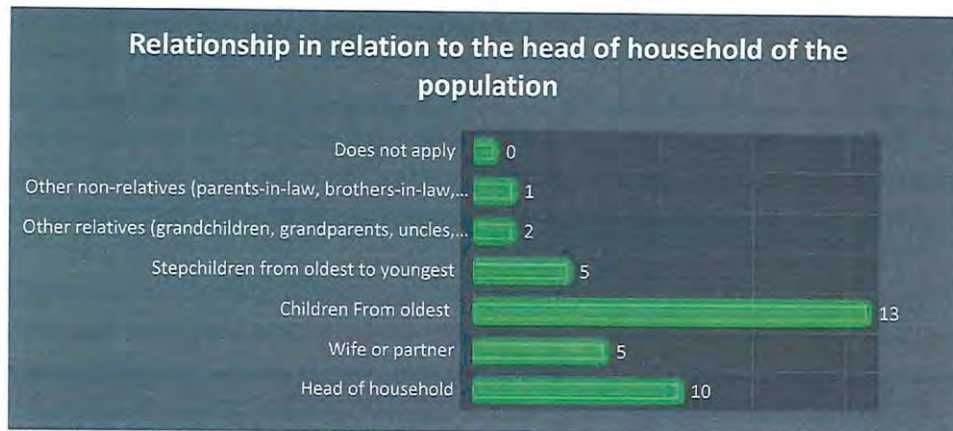 Relationship in relation to the head of household of the
population
Does not apply 0
Other non-relatives (parents-in-law, brothers-in-law,... 1
Other relatives (grandchildren, grandparents, uncles,... 2
Stepchildren from oldest to youngest 5
Children From oldest 13
Wife or partner 5
Head of household 10